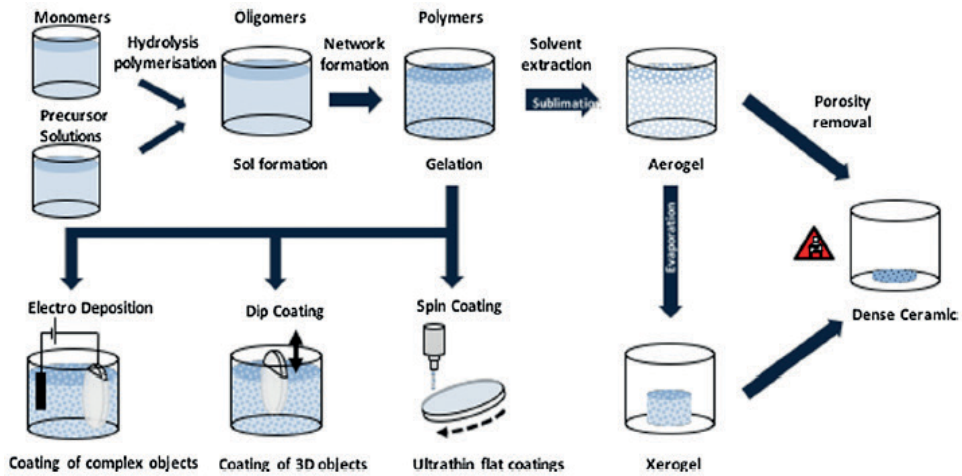 Monomers
Hydrolysis
polymerisation
Precursor
Solutions
Oligomers
Sol formation
Network
formation
Polymers
Gelation
Solvent
extraction
Sublimation
Aerogel
Porosity
removal
Evaporation
Dense Ceramic
Electro Deposition
Coating of complex objects
Dip Coating
Coating of 3D objects
Spin Coating
Ultrathin flat coatings
Xerogel